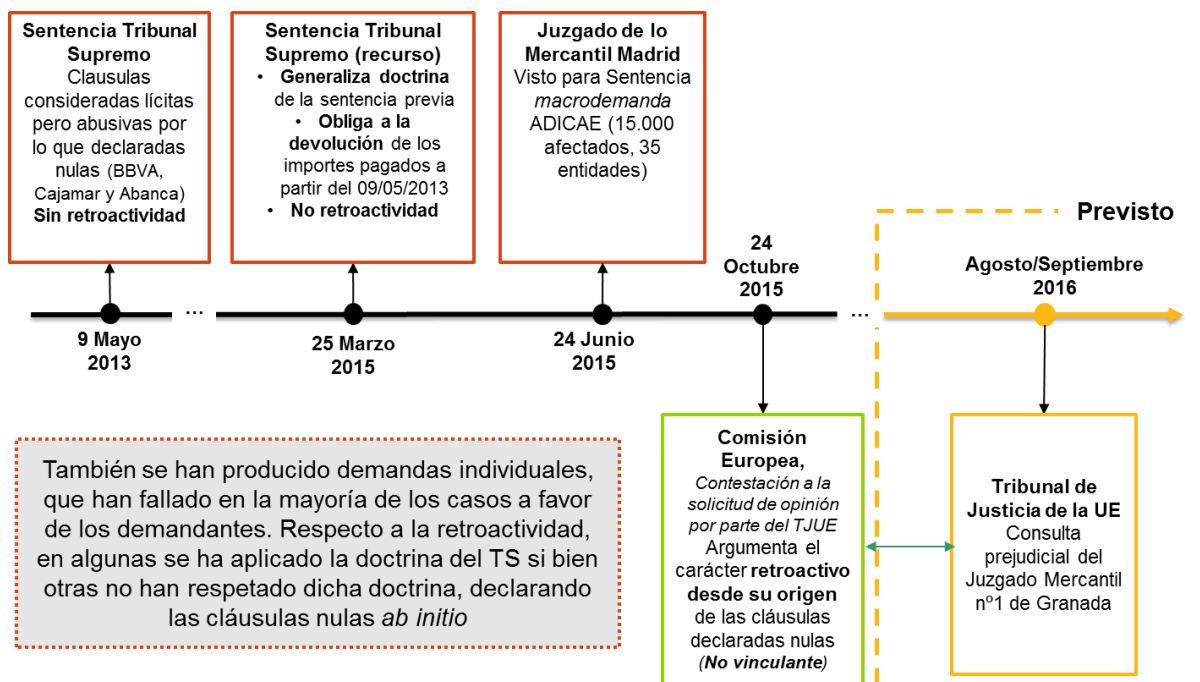 Sentencia Tribunal
Supremo
Clausulas
consideradas lícitas
pero abusivas por
lo que declaradas
nulas (BBVA,
Cajamar y Abanca)
Sin retroactividad
Sentencia Tribunal
Supremo (recurso)
• Generaliza doctrina
de la sentencia previa
• Obliga a la
devolución de los
importes pagados a
partir del 09/05/2013
• No retroactividad
Juzgado de lo
Mercantil Madrid
Visto para Sentencia
macrodemanda
ADICAE (15.000
afectados, 35
entidades)
Previsto
24
Octubre
2015
Agosto/Septiembre
2016
...
...
9 Mayo
2013
25 Marzo
2015
24 Junio
2015
También se han producido demandas individuales,
que han fallado en la mayoría de los casos a favor
de los demandantes. Respecto a la retroactividad,
en algunas se ha aplicado la doctrina del TS si bien
otras no han respetado dicha doctrina, declarando
las cláusulas nulas ab initio
Comisión
Europea,
Contestación a la
solicitud de opinión
por parte del TJUE
Argumenta el
carácter retroactivo
desde su origen
de las cláusulas
declaradas nulas
(No vinculante)
Tribunal de
Justicia de la UE
Consulta
prejudicial del
Juzgado Mercantil
nº1 de Granada